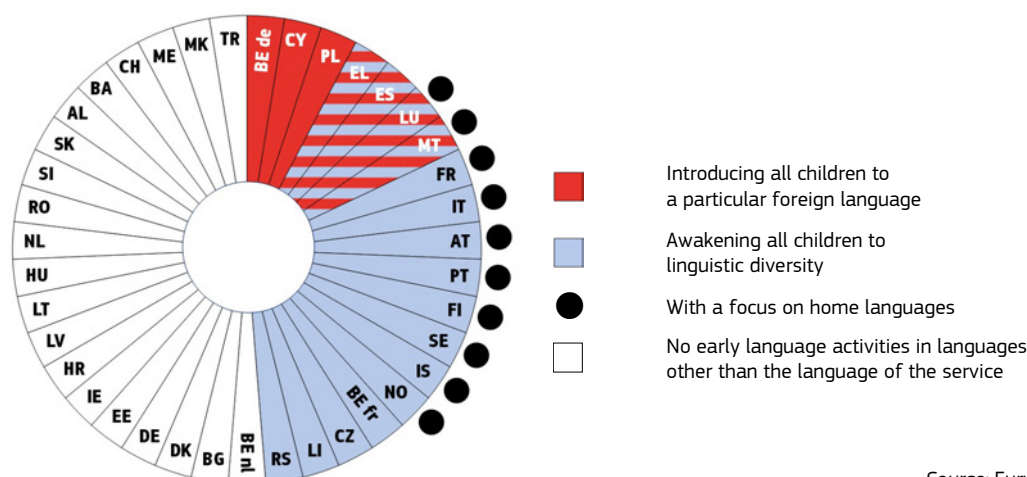 BE de
CY
PL
EL
ES
LU
MT
FR
IT
AT
PT
FI
SE
IS
NO
BE fr
CZ
LI
RS
BE nl
BG
DK
DE
EE
IE
HR
LV
LT
HU
NL
RO
SI
SK
AL
BA
CH
ME
MK
TR
Introducing all children to
a particular foreign language
Awakening all children to
linguistic diversity
With a focus on home languages
No early language activities in languages
other than the language of the service
Source: